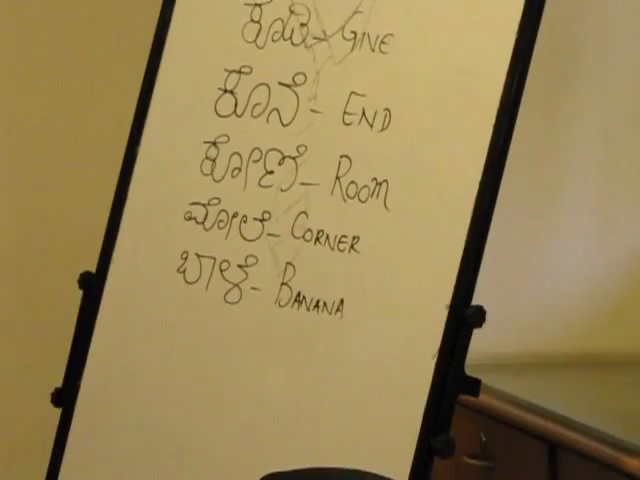 ಕೊಡಿ - GIVE
ಕೊನೆ - END
ಕೋಣೆ - ROOM
ಮೋಲೆ - CORNER
ಬಾಳೆ - BANANA